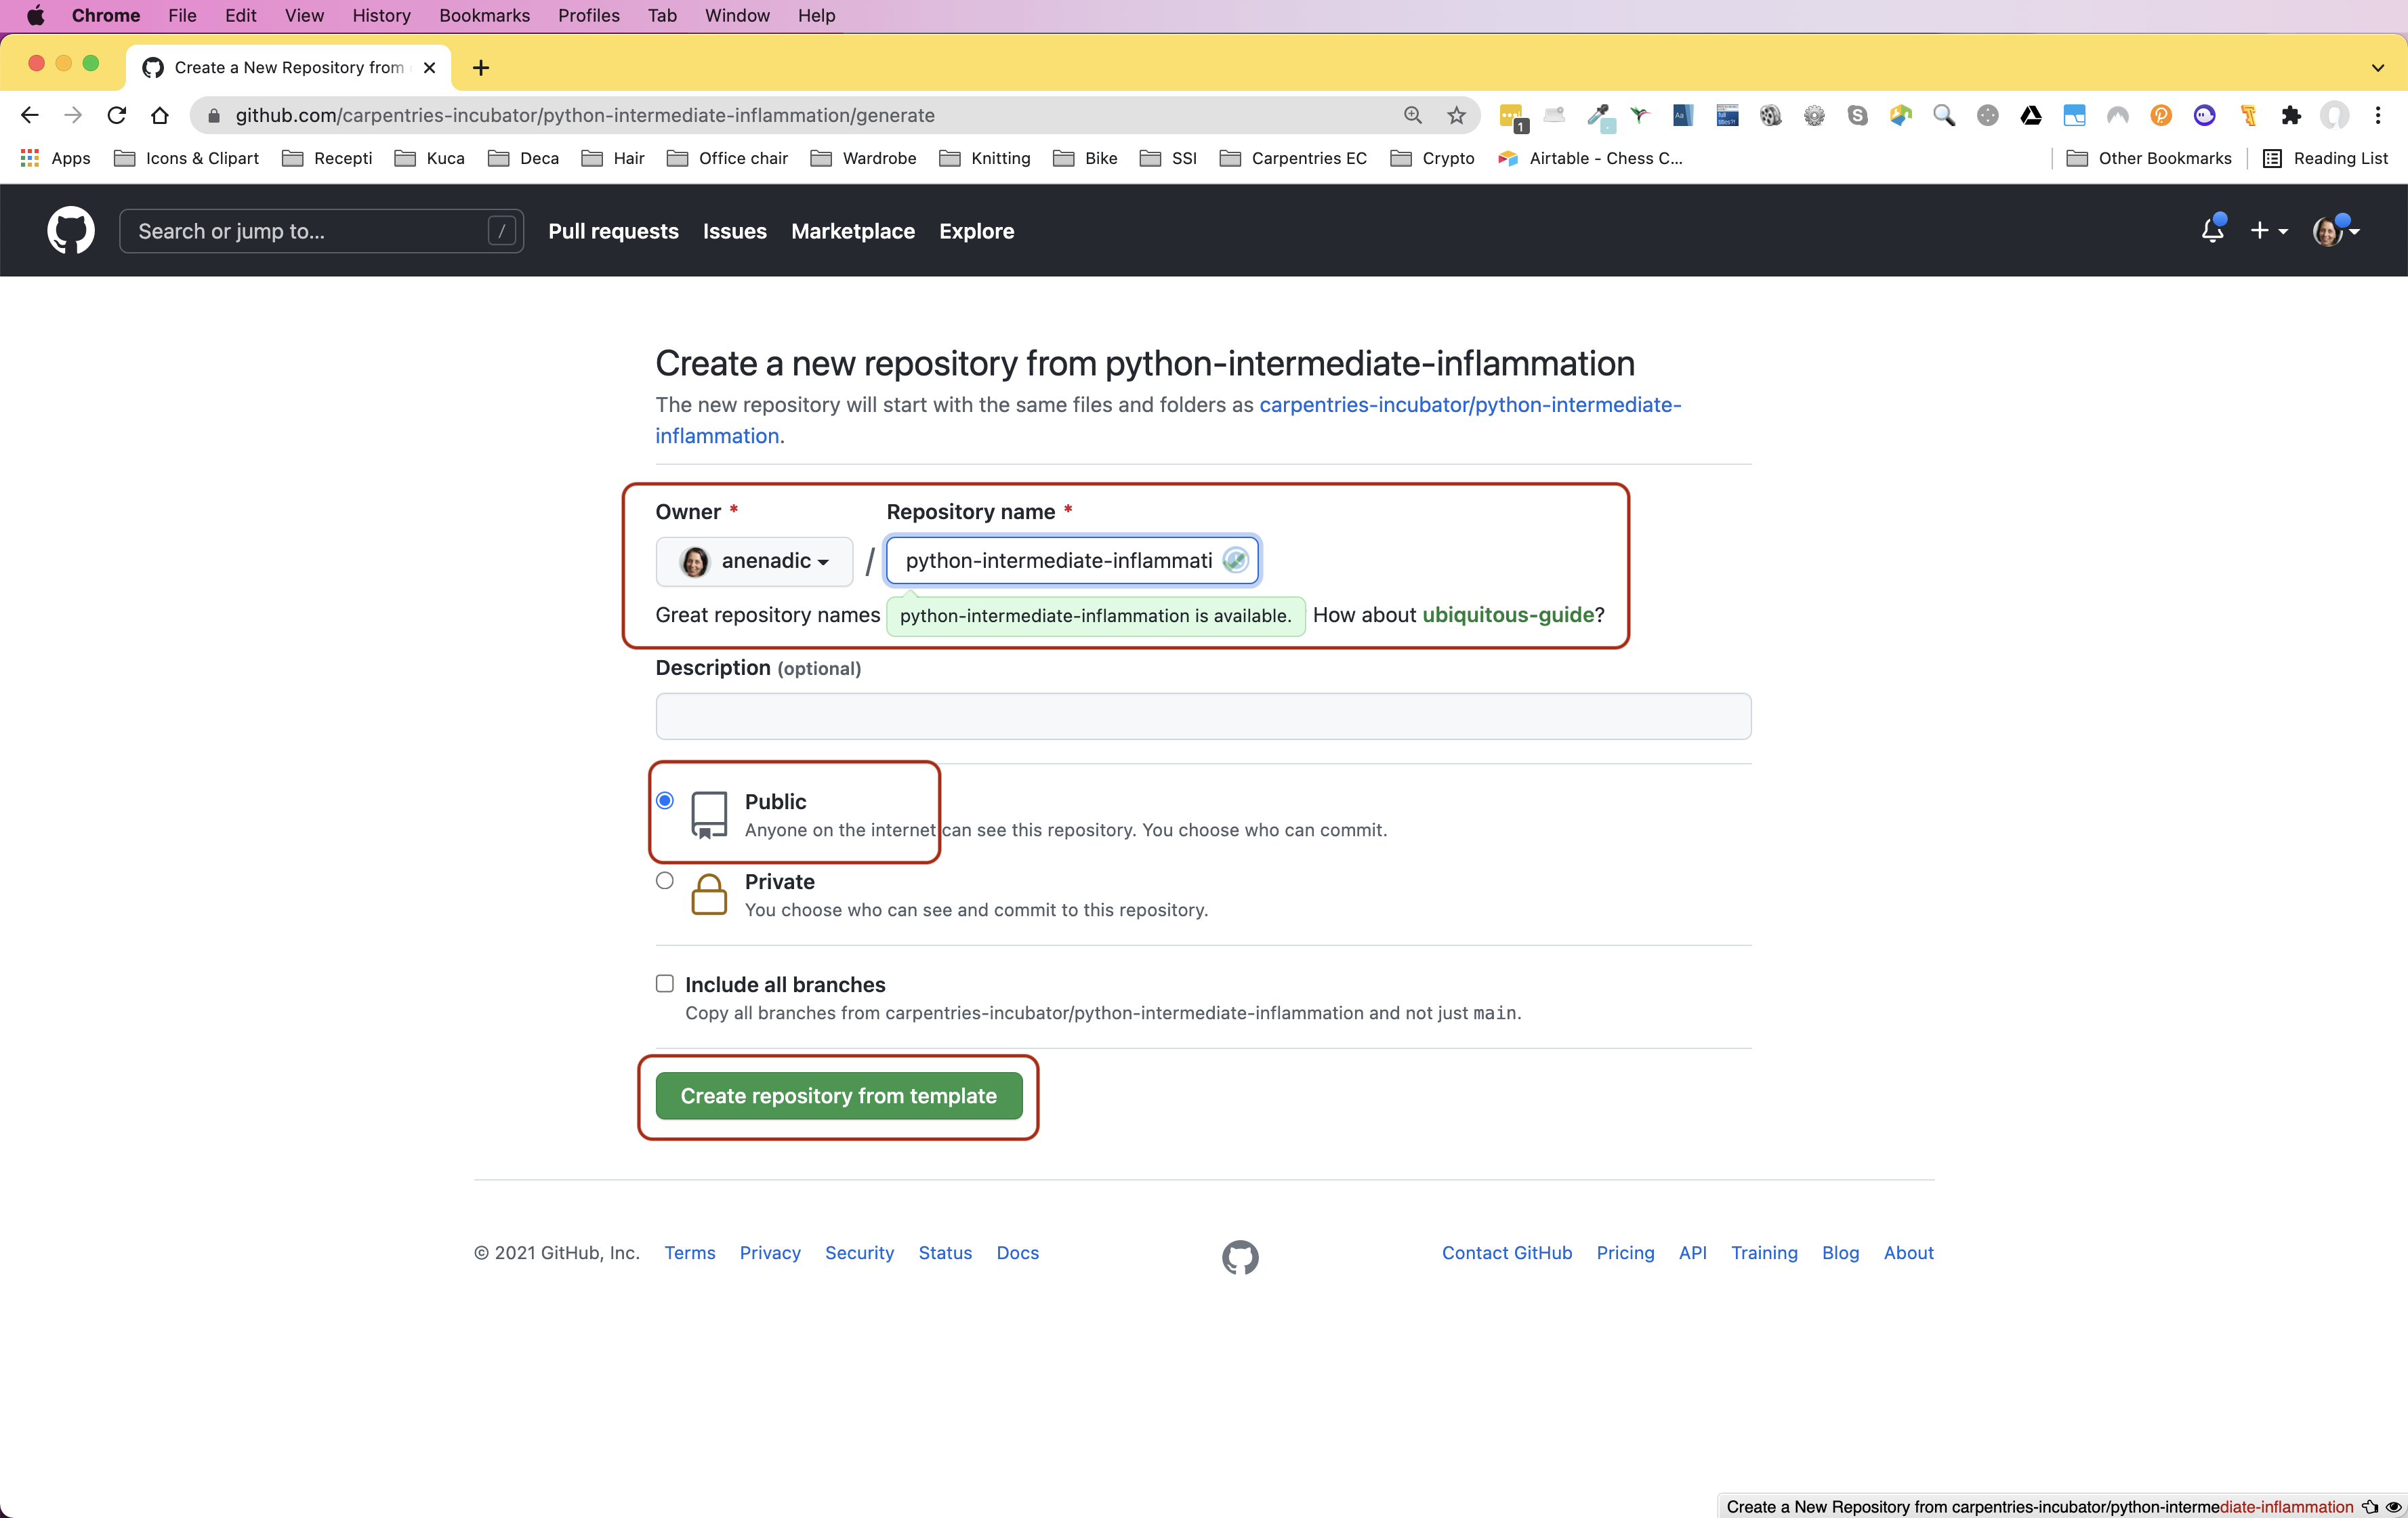 Chrome File Edit View History Bookmarks Profiles Tab Window Help
Create a New Repository from
github.com/carpentries-incubator/python-intermediate-inflammation/generate
1
Apps Icons & Clipart Recepti Kuca Deca Hair Office chair Wardrobe Knitting Bike SSI Carpentries EC Crypto Airtable - Chess C... Other Bookmarks Reading List
Search or jump to... / Pull requests Issues Marketplace Explore
Create a new repository from python-intermediate-inflammation
The new repository will start with the same files and folders as carpentries-incubator/python-intermediate-
inflammation.
Owner * Repository name *
anenadic / python-intermediate-inflammati
Great repository names python-intermediate-inflammation is available. How about ubiquitous-guide?
Description (optional)
Public
Anyone on the internet can see this repository. You choose who can commit.
Private
You choose who can see and commit to this repository.
Include all branches
Copy all branches from carpentries-incubator/python-intermediate-inflammation and not just main.
Create repository from template
© 2021 GitHub, Inc. Terms Privacy Security Status Docs Contact GitHub Pricing API Training Blog About
Create a New Repository from carpentries-incubator/python-intermediate-inflammation